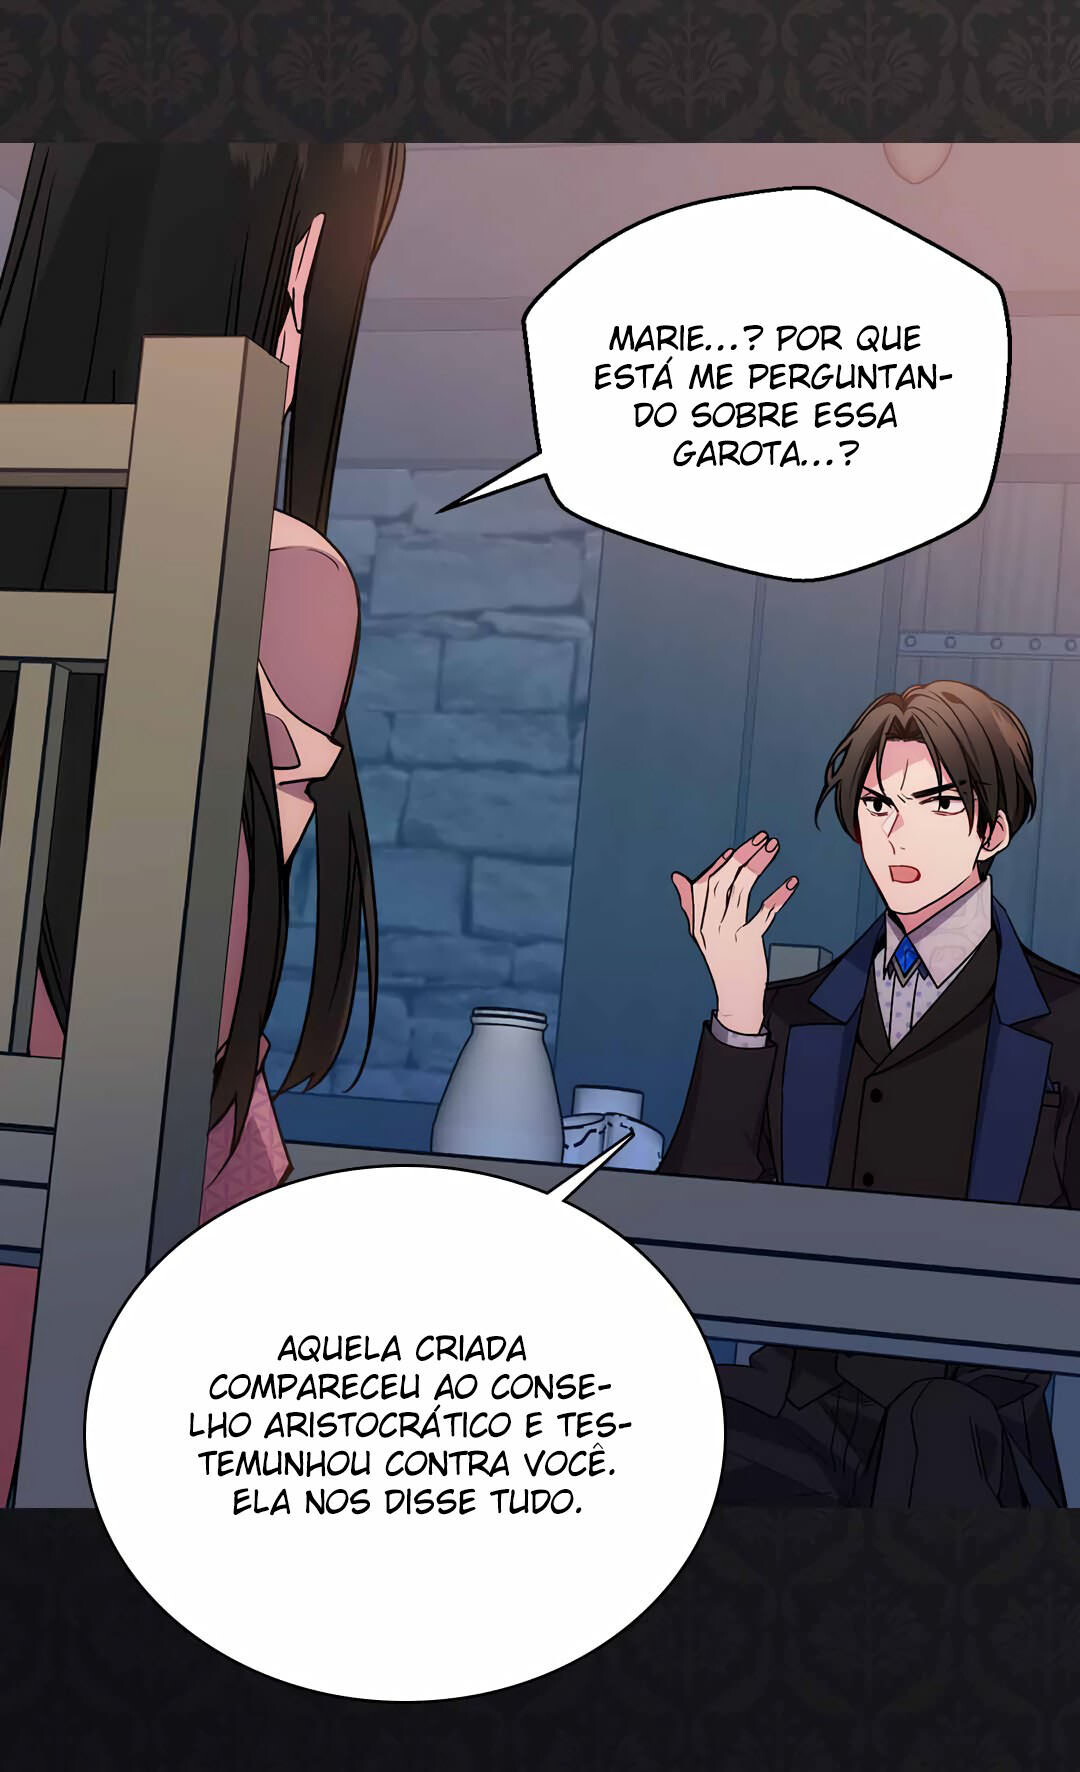 MARIE...? POR QUE
ESTÁ ME PERGUNTAN-
DO SOBRE ESSA
GAROTA...?
AQUELA CRIADA
COMPARECEU AO CONSE-
LHO ARISTOCRÁTICO E TES-
TEMUNHOU CONTRA VOCÊ.
ELA NOS DISSE TUDO.